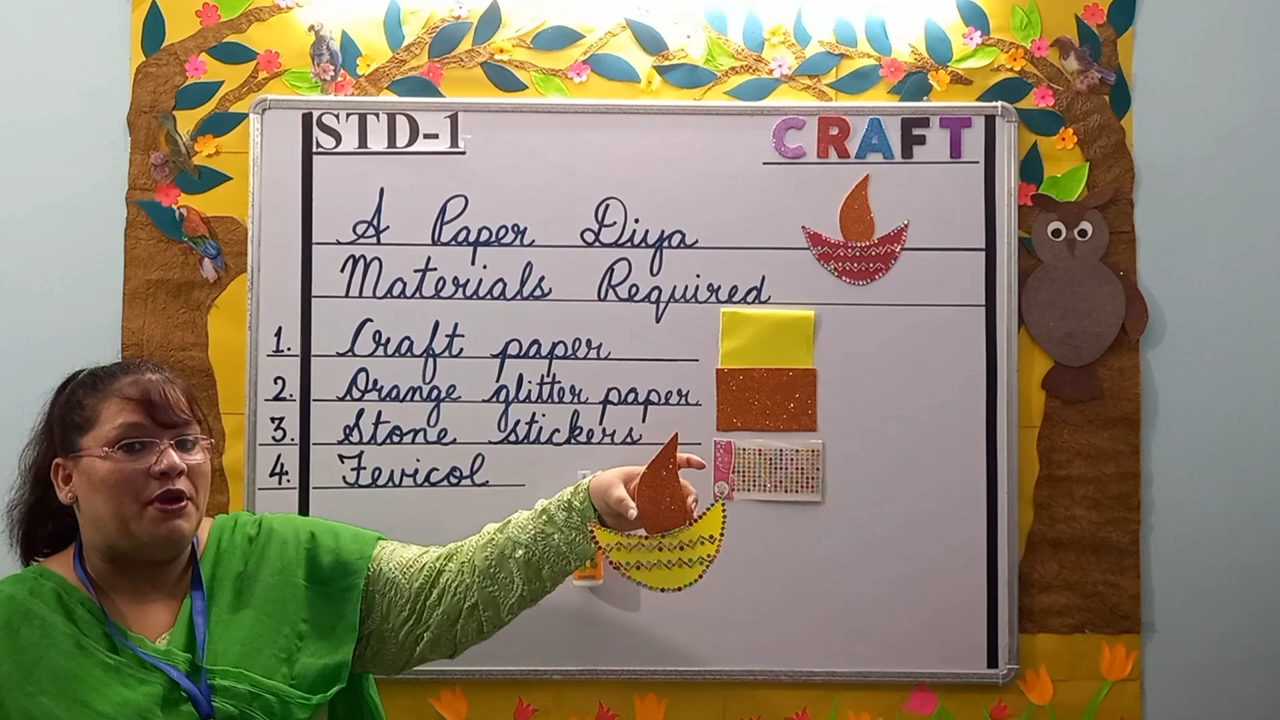 STD-1
CRAFT
A Paper Diya
Materials Required
1. Craft paper
2. Orange glitter paper
3. Stone stickers
4. Fevicol